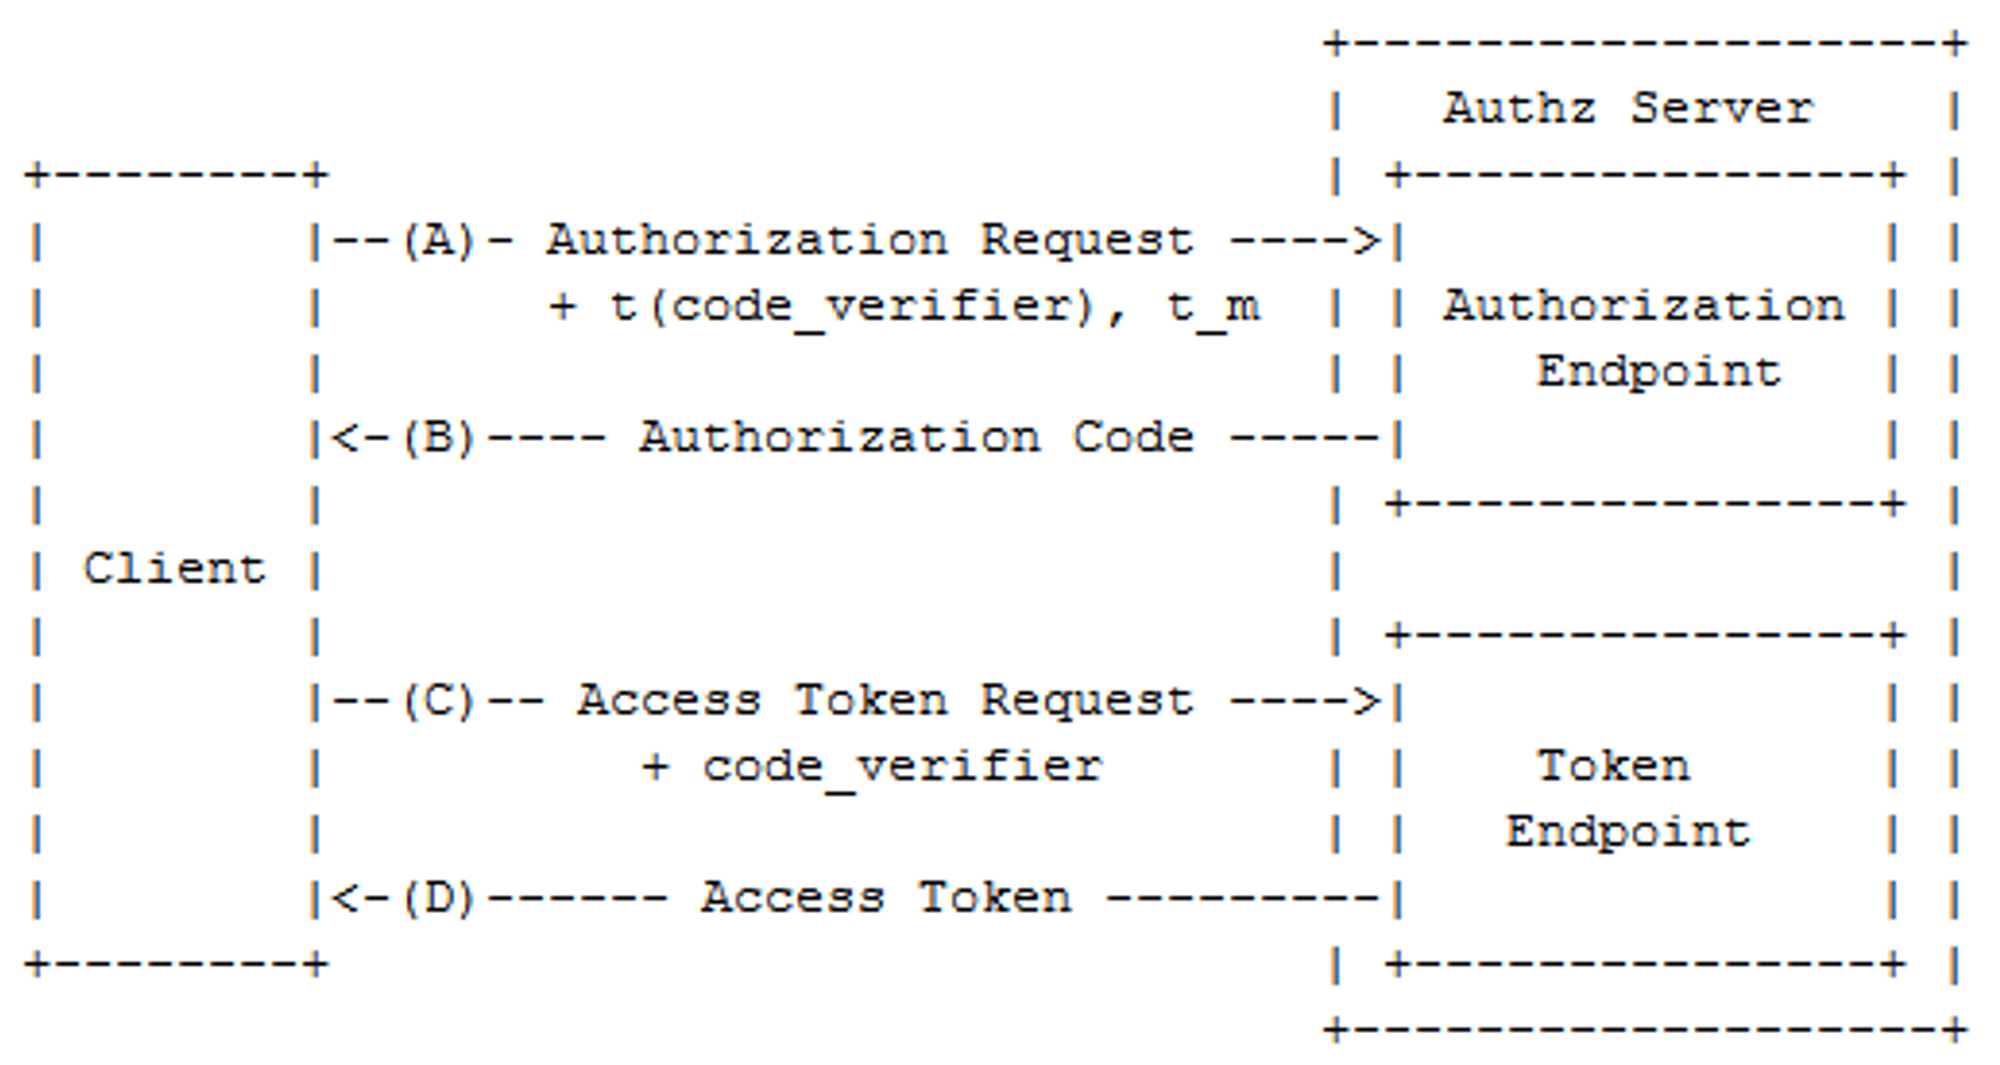 +-------------------+
                                          |   Authz Server    |
+--------+                                | +---------------+ |
|        |--(A)- Authorization Request ---->|               | |
|        |       + t(code_verifier), t_m  | | Authorization | |
|        |                                | |    Endpoint   | |
|        |<-(B)---- Authorization Code -----|               | |
|        |                                | +---------------+ |
| Client |                                |                   |
|        |                                | +---------------+ |
|        |--(C)-- Access Token Request ---->|               | |
|        |          + code_verifier       | |    Token      | |
|        |                                | |   Endpoint    | |
|        |<-(D)------ Access Token ---------|               | |
+--------+                                | +---------------+ |
                                          +-------------------+